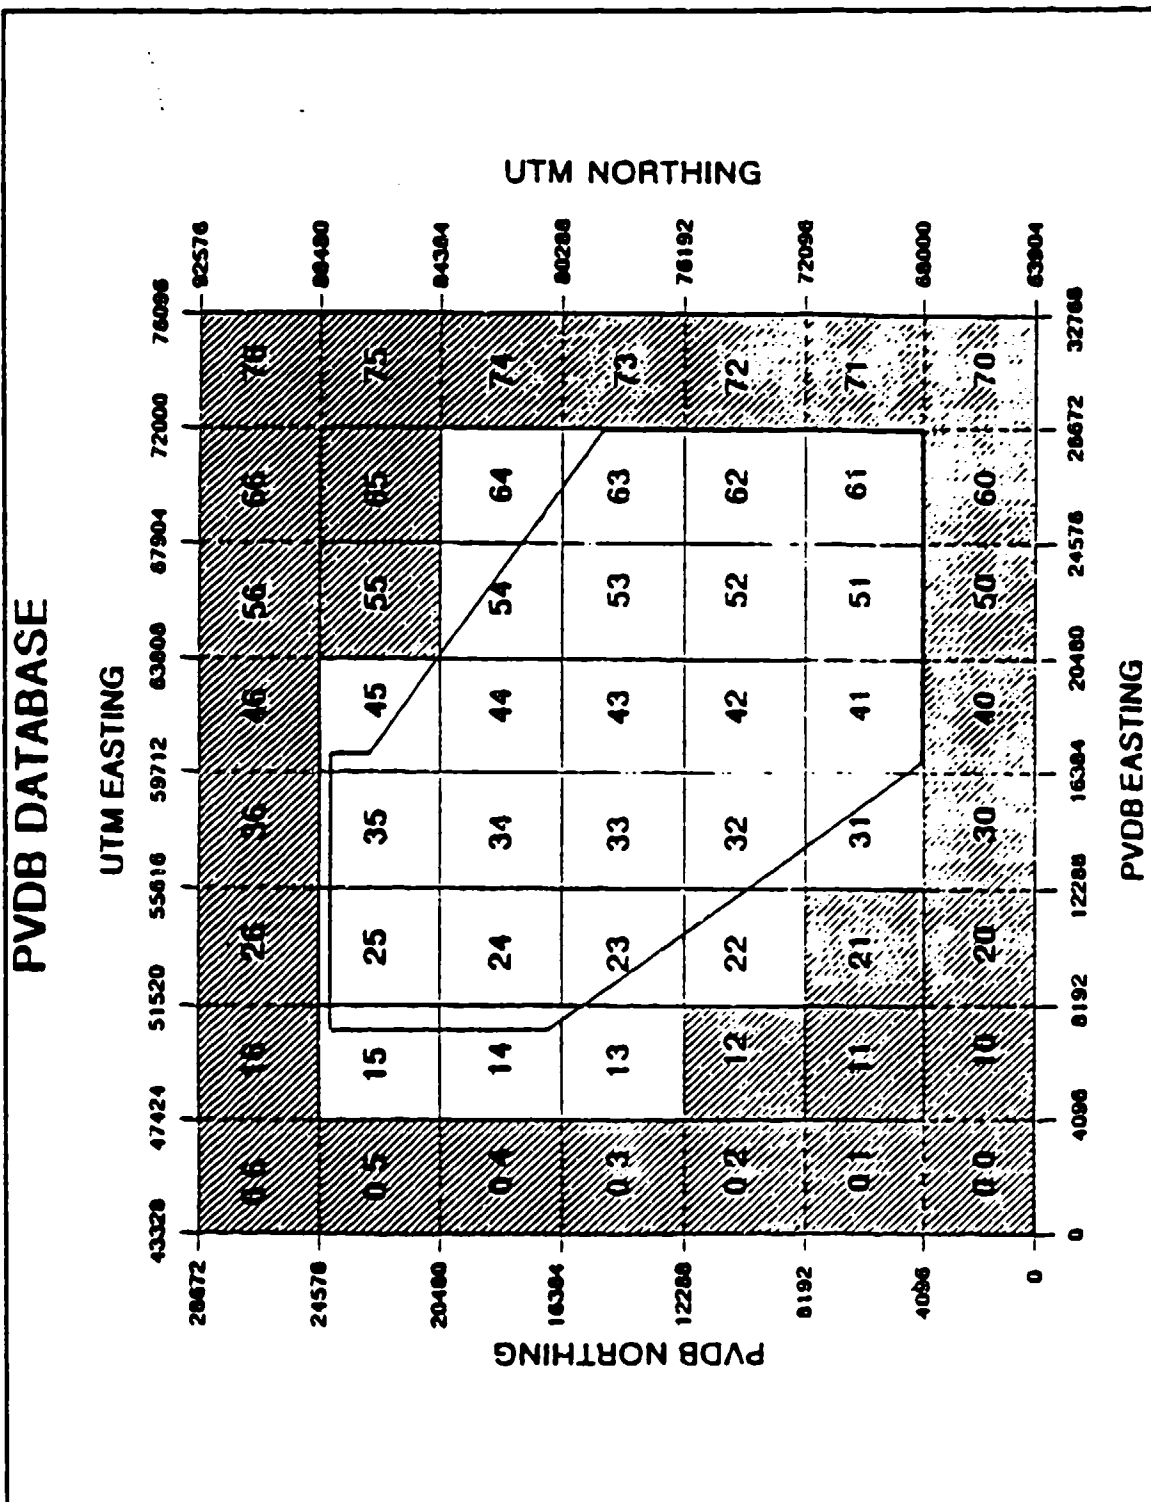 PVDB DATABASE
UTM EASTING
43328 47424 51520 55616 59712 63808 67904 72000 76096
28672 92576
06 16 26 36 46 56 66 76
24576 88480
05 15 25 35 45 55 65 75
20480 84384
04 14 24 34 44 54 64 74
16384 80288
PVDB NORTHING
03 13 23 33 43 53 63 73
UTM NORTHING
12288 76192
02 12 22 32 42 52 62 72
8192 72096
01 11 21 31 41 51 61 71
4096 68000
00 10 20 30 40 50 60 70
0 63904
0 4096 8192 12288 16384 20480 24576 28672 32768
PVDB EASTING